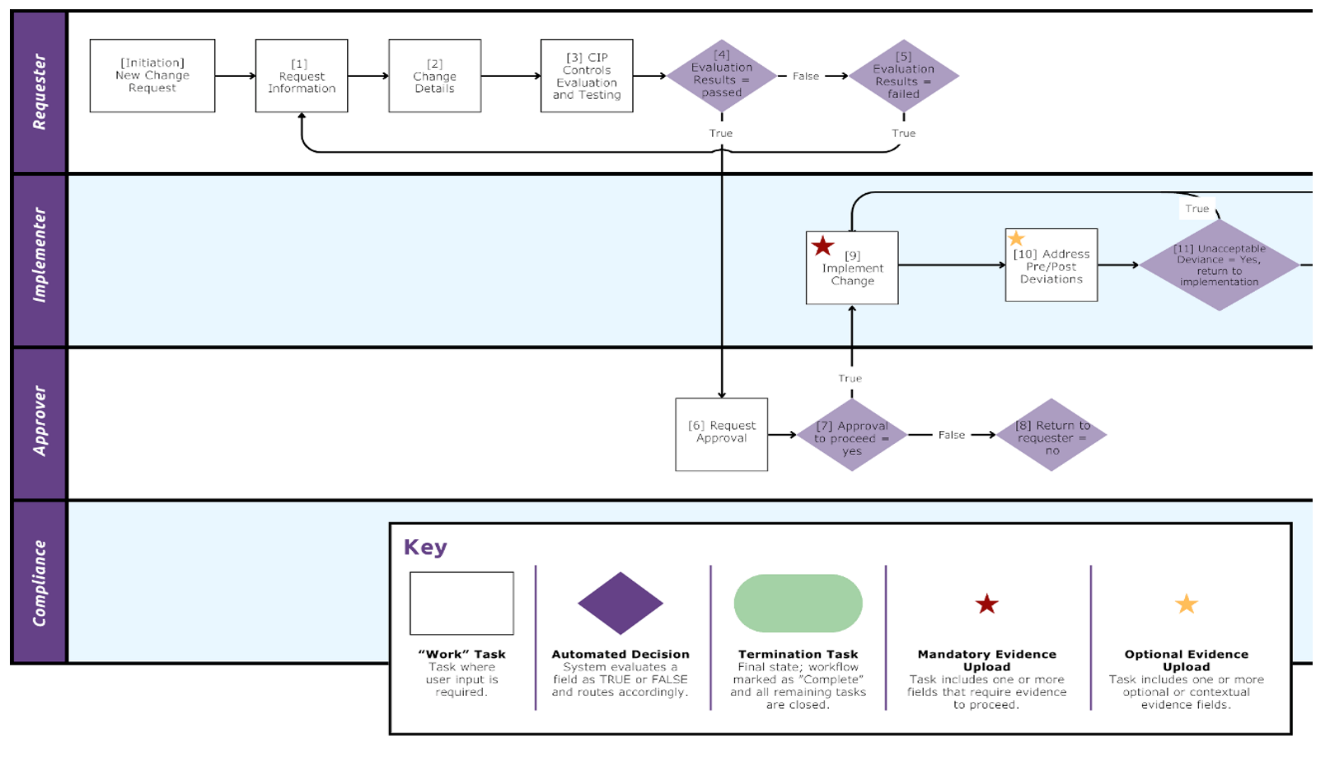 Requester
[Initiation]
New Change
Request
[1]
Request
Information
[2]
Change
Details
[3] CIP
Controls
Evaluation
and Testing
[4]
Evaluation
Results =
passed
False
[5]
Evaluation
Results =
failed
True
True
Implementer
[9]
Implement
Change
[10] Address
Pre/Post
Deviations
True
[11] Unacceptable
Deviance = Yes,
return to
implementation
Approver
True
[6] Request
Approval
[7] Approval
to proceed =
yes
False
[8] Return to
requester =
no
Compliance
Key
“Work” Task
Task where
user input is
required.
Automated Decision
System evaluates a
field as TRUE or FALSE
and routes accordingly.
Termination Task
Final state; workflow
marked as “Complete”
and all remaining tasks
are closed.
Mandatory Evidence
Upload
Task includes one or more
fields that require evidence
to proceed.
Optional Evidence
Upload
Task includes one or more
optional or contextual
evidence fields.